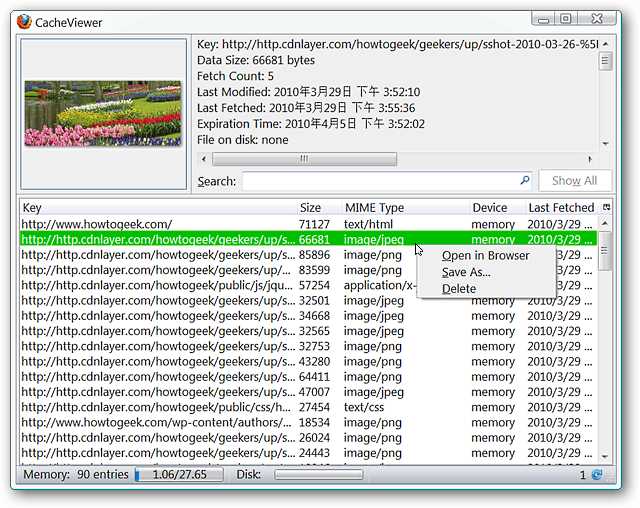 CacheViewer
Key: http://http.cdnlayer.com/howtogeek/geekers/up/sshot-2010-03-26-%5
Data Size: 66681 bytes
Fetch Count: 5
Last Modified: 2010年3月29日 下午 3:52:10
Last Fetched: 2010年3月29日 下午 3:55:36
Expiration Time: 2010年4月5日 下午 3:52:02
File on disk: none
Search: Show All
Key Size MIME Type Device Last Fetched
http://www.howtogeek.com/ 71127 text/html memory 2010/3/29 ...
http://http.cdnlayer.com/howtogeek/geekers/up/s... 66681 image/jpeg memory 2010/3/29 ...
http://http.cdnlayer.com/howtogeek/geekers/up/s... 85896 image/png
http://http.cdnlayer.com/howtogeek/geekers/up/... 83599 image/png
http://http.cdnlayer.com/howtogeek/public/js/jqu... 57254 application/x-
http://http.cdnlayer.com/howtogeek/geekers/up/s... 32501 image/jpeg memory 2010/3/29 ...
Open in Browser
Save As...
Delete
http://http.cdnlayer.com/howtogeek/geekers/up/s... 34668 image/jpeg memory 2010/3/29 ...
http://http.cdnlayer.com/howtogeek/geekers/up/s... 32565 image/jpeg memory 2010/3/29 ...
http://http.cdnlayer.com/howtogeek/geekers/up/s... 32753 image/png memory 2010/3/29 ...
http://http.cdnlayer.com/howtogeek/geekers/up/s... 43280 image/png memory 2010/3/29 ...
http://http.cdnlayer.com/howtogeek/geekers/up/s... 64411 image/png memory 2010/3/29 ...
http://http.cdnlayer.com/howtogeek/geekers/up/s... 47007 image/jpeg memory 2010/3/29 ...
http://http.cdnlayer.com/howtogeek/public/css/h... 27454 text/css memory 2010/3/29 ...
http://www.howtogeek.com/wp-content/authors/... 18534 image/png memory 2010/3/29 ...
http://http.cdnlayer.com/howtogeek/geekers/up/s... 26024 image/png memory 2010/3/29 ...
http://http.cdnlayer.com/howtogeek/geekers/up/s... 24443 image/png memory 2010/3/29 ...
Memory: 90 entries 1.06/27.65 Disk: 1